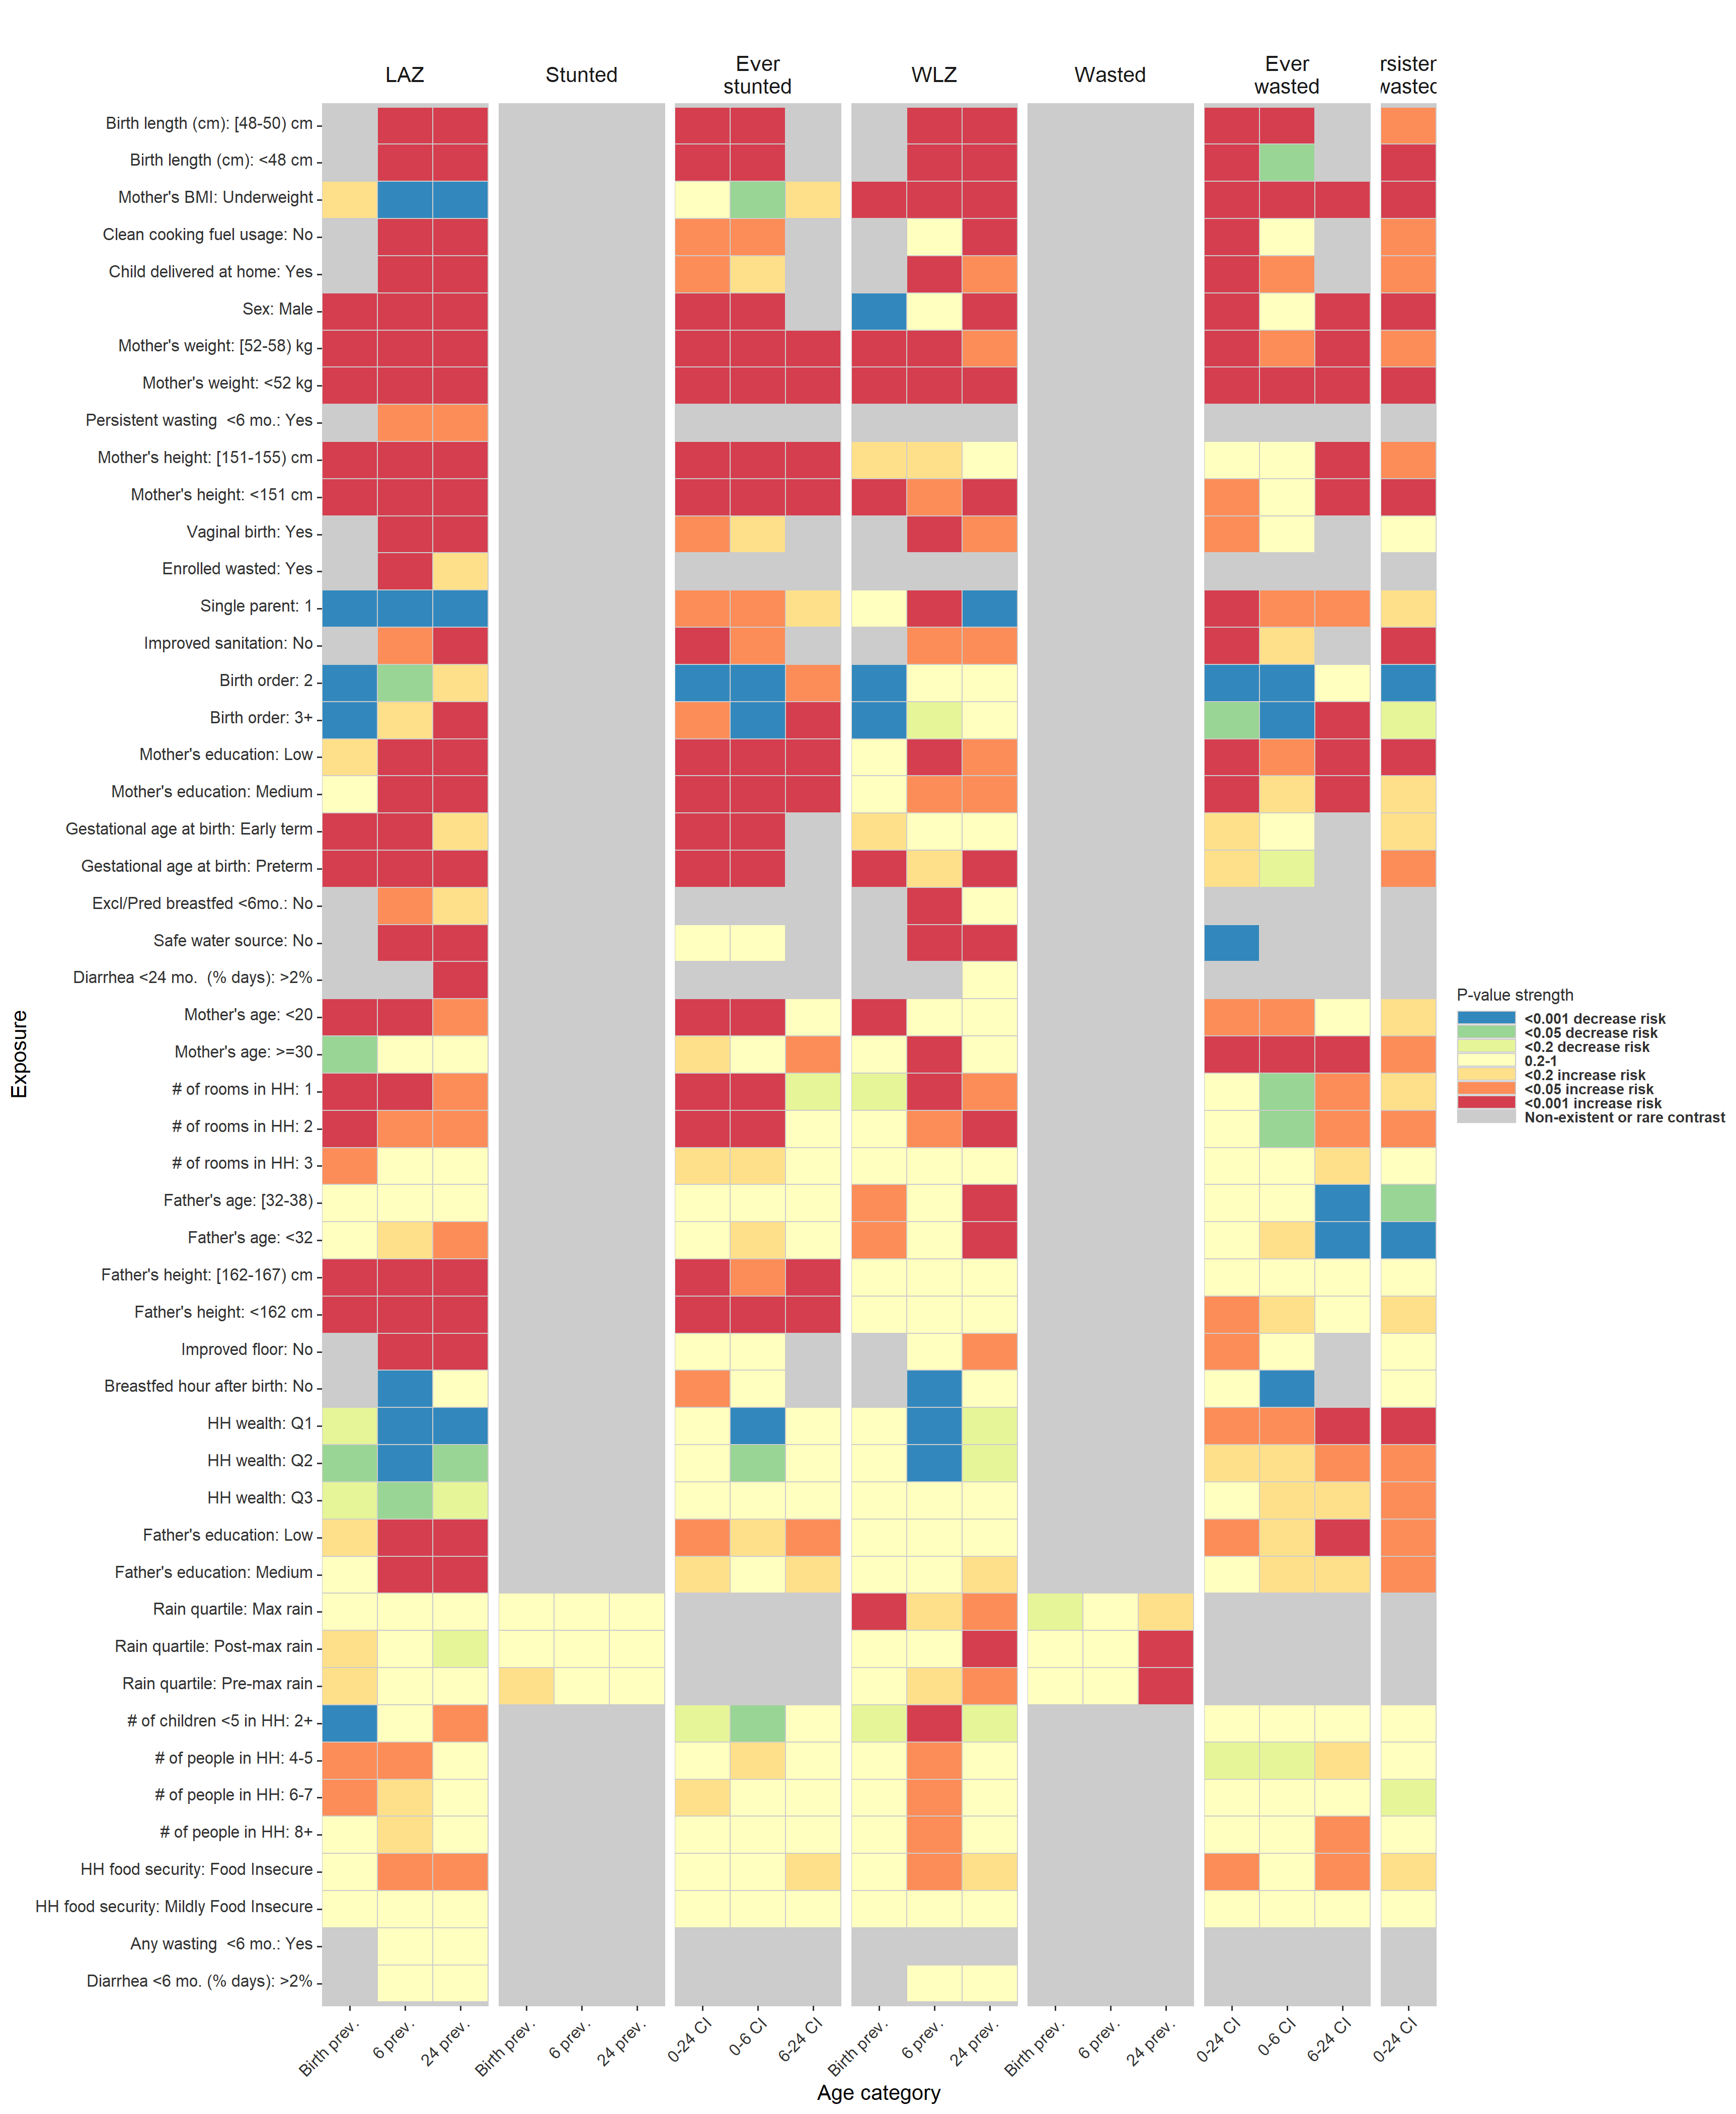 LAZ
Stunted
Ever
stunted
WLZ
Wasted
Ever
wasted
rsisten
wasted
Exposure
Birth length (cm): [48-50) cm
Birth length (cm): <48 cm
Mother's BMI: Underweight
Clean cooking fuel usage: No
Child delivered at home: Yes
Sex: Male
Mother's weight: [52-58) kg
Mother's weight: <52 kg
Persistent wasting  <6 mo.: Yes
Mother's height: [151-155) cm
Mother's height: <151 cm
Vaginal birth: Yes
Enrolled wasted: Yes
Single parent: 1
Improved sanitation: No
Birth order: 2
Birth order: 3+
Mother's education: Low
Mother's education: Medium
Gestational age at birth: Early term
Gestational age at birth: Preterm
Excl/Pred breastfed <6mo.: No
Safe water source: No
Diarrhea <24 mo.  (% days): >2%
Mother's age: <20
Mother's age: >=30
# of rooms in HH: 1
# of rooms in HH: 2
# of rooms in HH: 3
Father's age: [32-38)
Father's age: <32
Father's height: [162-167) cm
Father's height: <162 cm
Improved floor: No
Breastfed hour after birth: No
HH wealth: Q1
HH wealth: Q2
HH wealth: Q3
Father's education: Low
Father's education: Medium
Rain quartile: Max rain
Rain quartile: Post-max rain
Rain quartile: Pre-max rain
# of children <5 in HH: 2+
# of people in HH: 4-5
# of people in HH: 6-7
# of people in HH: 8+
HH food security: Food Insecure
HH food security: Mildly Food Insecure
Any wasting  <6 mo.: Yes
Diarrhea <6 mo. (% days): >2%
Birth prev.
6 prev.
24 prev.
Birth prev.
6 prev.
24 prev.
0-24 CI
0-6 CI
6-24 CI
Birth prev.
6 prev.
24 prev.
Birth prev.
6 prev.
24 prev.
0-24 CI
0-6 CI
6-24 CI
0-24 CI
Age category
P-value strength
<0.001 decrease risk
<0.05 decrease risk
<0.2 decrease risk
0.2-1
<0.2 increase risk
<0.05 increase risk
<0.001 increase risk
Non-existent or rare contrast